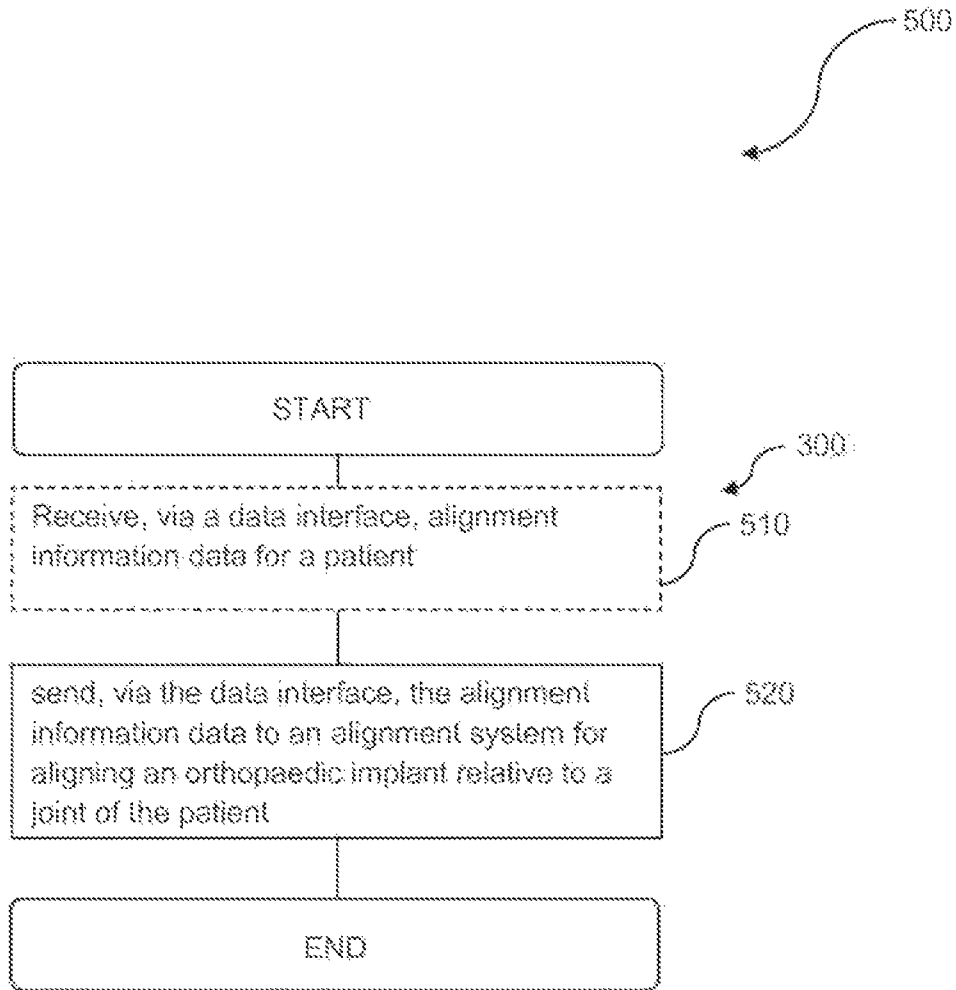 500
START
300
Receive, via a data interface, alignment
information data for a patient
510
send, via the data interface, the alignment
information data to an alignment system for
aligning an orthopaedic implant relative to a
joint of the patient
520
END